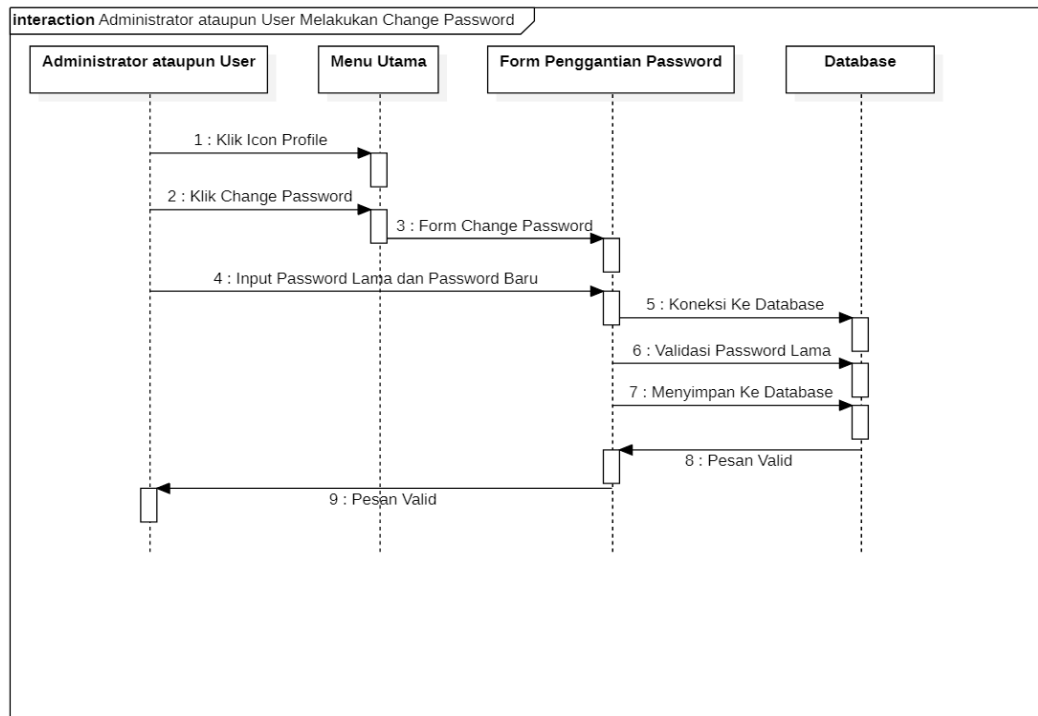 interaction Administrator ataupun User Melakukan Change Password
Administrator ataupun User
Menu Utama
Form Penggantian Password
Database
1 : Klik Icon Profile
2 : Klik Change Password
3 : Form Change Password
4 : Input Password Lama dan Password Baru
5 : Koneksi Ke Database
6 : Validasi Password Lama
7 : Menyimpan Ke Database
8 : Pesan Valid
9 : Pesan Valid